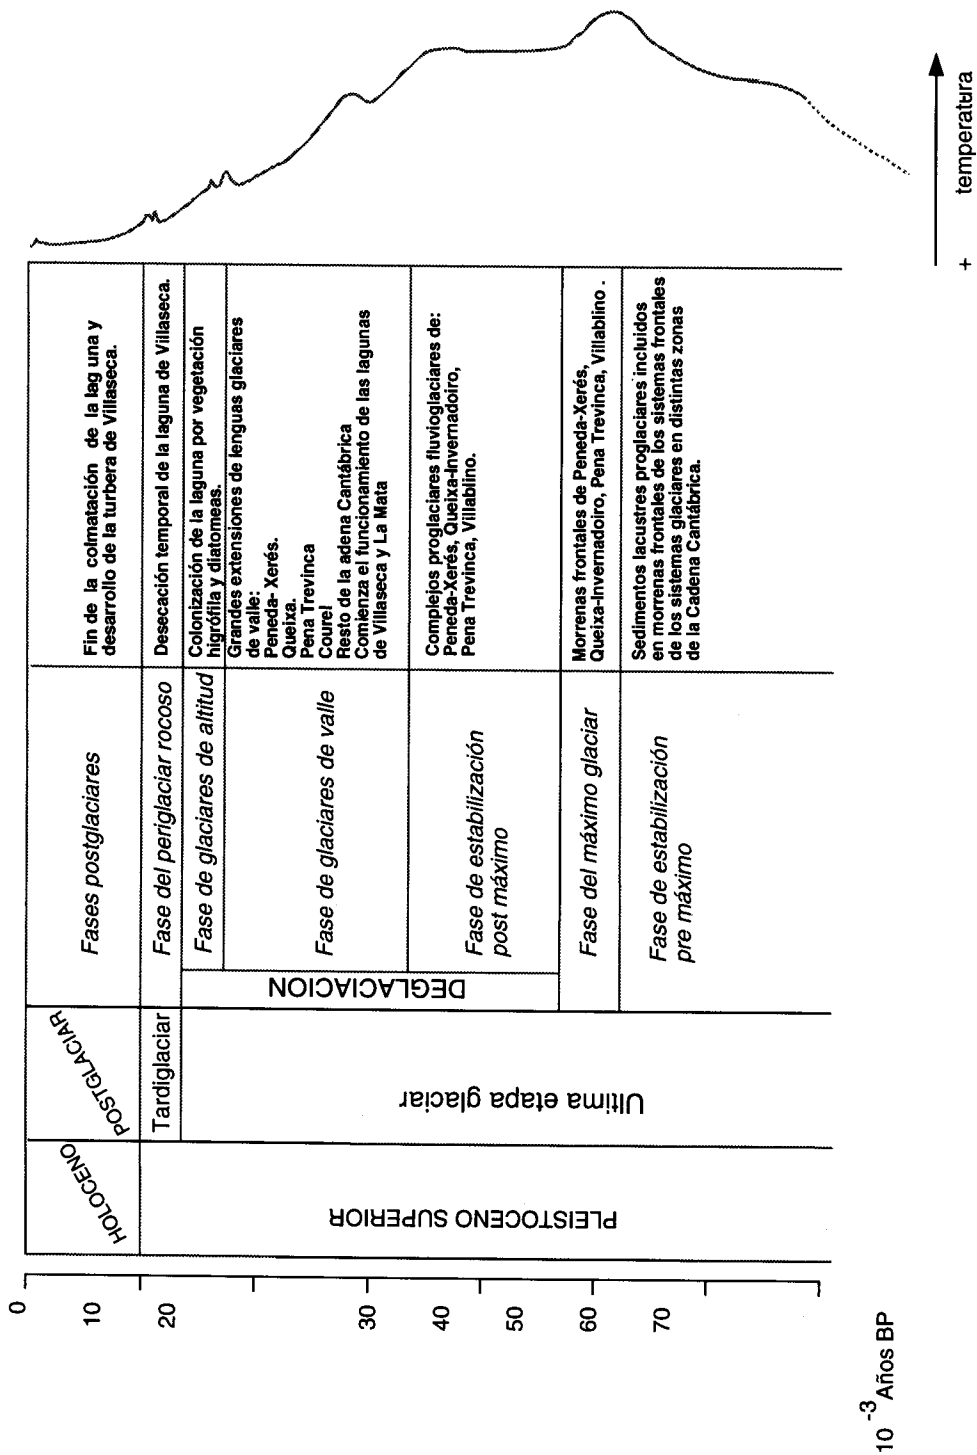 0
10
20
30
40
50
60
70
10 -3 Años BP
HOLOCENO
PLEISTOCENO SUPERIOR
POSTGLACIAR
Tardiglaciar
Ultima etapa glaciar
DEGLACIACION
Fases postglaciares
Fase del periglaciar rocoso
Fase de glaciares de altitud
Fase de glaciares de valle
Fase de estabilización
post máximo
Fase del máximo glaciar
Fase de estabilización
pre máximo
Fin de la colmatación de la lag una y
desarrollo de la turbera de Villaseca.
Desecación temporal de la laguna de Villaseca.
Colonización de la laguna por vegetación
higrófila y diatomeas.
Grandes extensiones de lenguas glaciares
de valle:
Peneda- Xerés.
Queixa.
Pena Trevinca
Courel
Resto de la adena Cantábrica
Comienza el funcionamiento de las lagunas
de Villaseca y La Mata
Complejos proglaciares fluvioglaciares de:
Peneda-Xerés, Queixa-Invernadoiro,
Pena Trevinca, Villablino.
Morrenas frontales de Peneda-Xerés,
Queixa-Invernadoiro, Pena Trevinca, Villablino .
Sedimentos lacustres proglaciares incluidos
en morrenas frontales de los sistemas frontales
de los sistemas glaciares en distintas zonas
de la Cadena Cantábrica.
+ temperatura